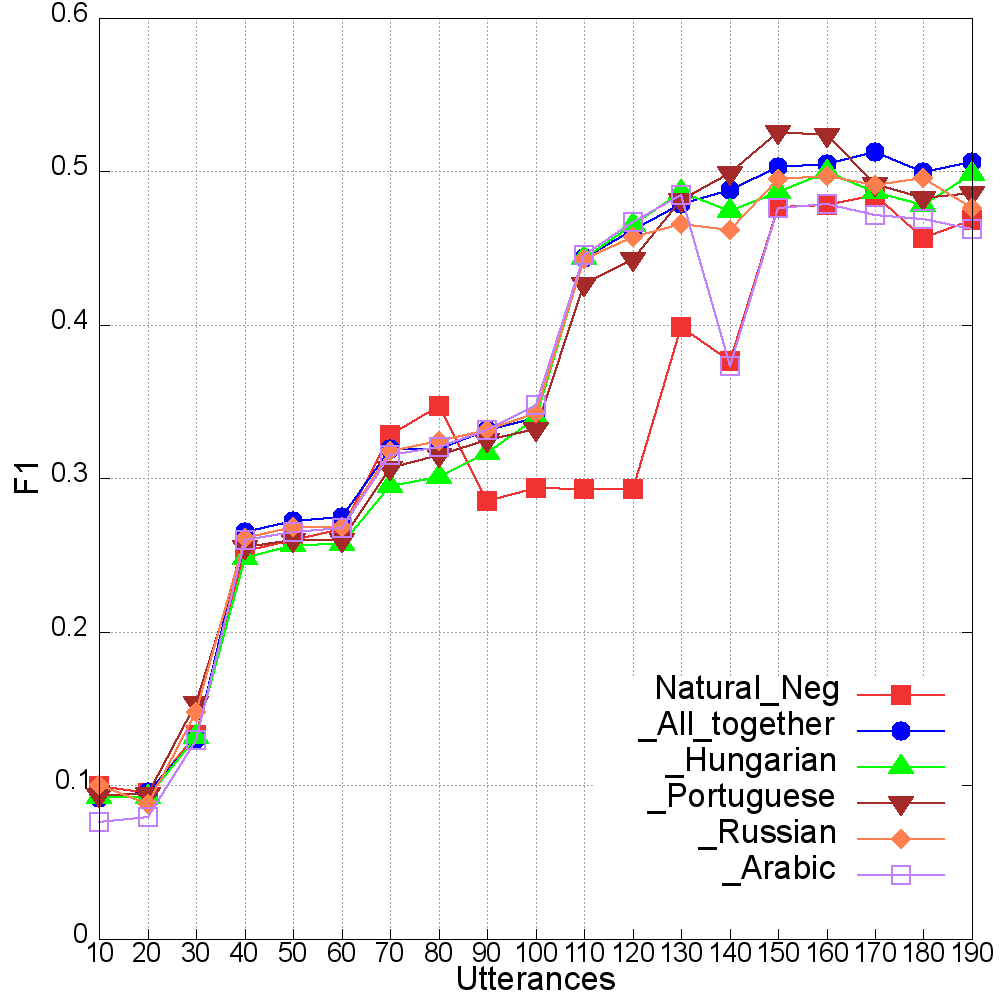 0.6
0.5
0.4
0.3
0.2
0.1
0
F1
10 20 30 40 50 60 70 80 90 100 110 120 130 140 150 160 170 180 190
Utterances
Natural_Neg
_All_together
_Hungarian
_Portuguese
_Russian
_Arabic